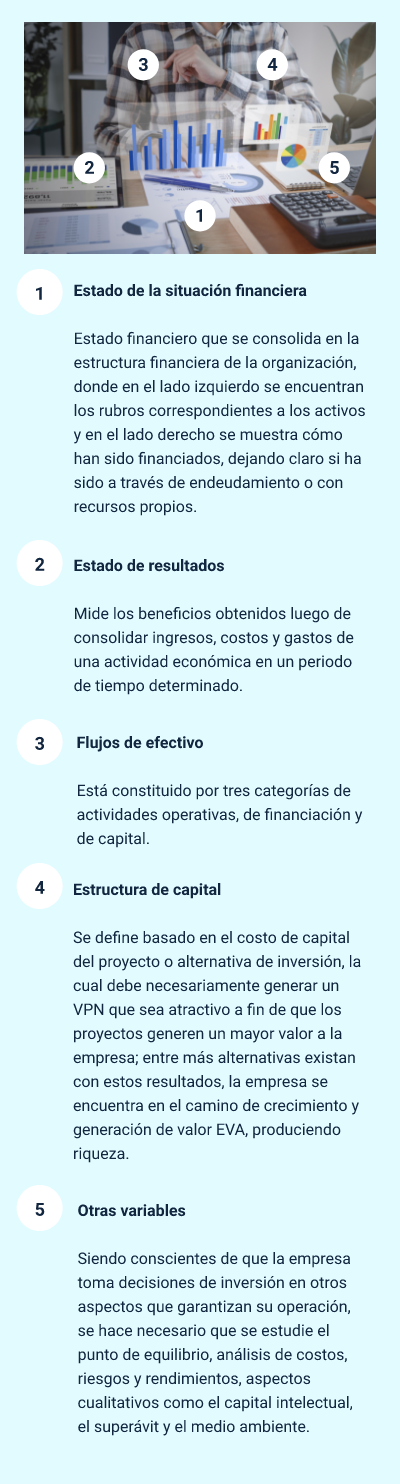 3
4
2
5
1
1
Estado de la situación financiera
Estado financiero que se consolida en la
estructura financiera de la organización,
donde en el lado izquierdo se encuentran
los rubros correspondientes a los activos
y en el lado derecho se muestra cómo
han sido financiados, dejando claro si ha
sido a través de endeudamiento o con
recursos propios.
2
Estado de resultados
Mide los beneficios obtenidos luego de
consolidar ingresos, costos y gastos de
una actividad económica en un periodo
de tiempo determinado.
3
Flujos de efectivo
Está constituido por tres categorías de
actividades operativas, de financiación y
de capital.
4
Estructura de capital
Se define basado en el costo de capital
del proyecto o alternativa de inversión, la
cual debe necesariamente generar un
VPN que sea atractivo a fin de que los
proyectos generen un mayor valor a la
empresa; entre más alternativas existan
con estos resultados, la empresa se
encuentra en el camino de crecimiento y
generación de valor EVA, produciendo
riqueza.
5
Otras variables
Siendo conscientes de que la empresa
toma decisiones de inversión en otros
aspectos que garantizan su operación,
se hace necesario que se estudie el
punto de equilibrio, análisis de costos,
riesgos y rendimientos, aspectos
cualitativos como el capital intelectual,
el superávit y el medio ambiente.